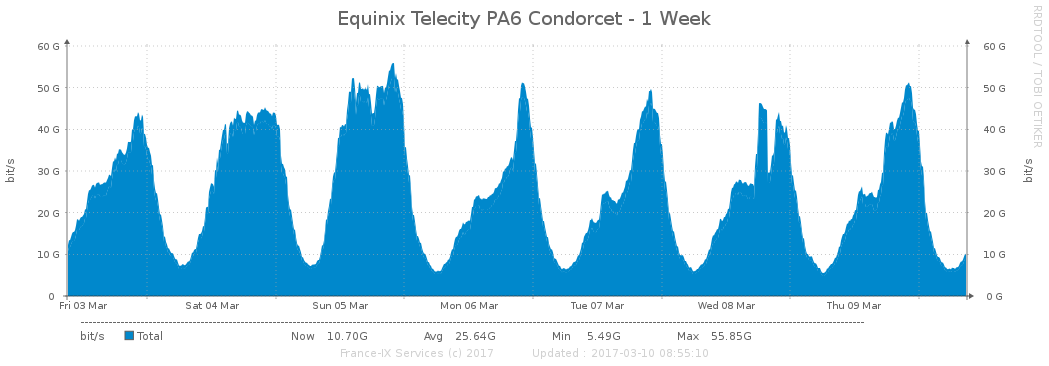 Equinix Telecity PA6 Condorcet - 1 Week
RRDTOOL / TOBI OETIKER
60 G 60 G
50 G 50 G
40 G 40 G
30 G 30 G
20 G 20 G
10 G 10 G
0 0 G
bit/s
bit/s
Fri 03 Mar Sat 04 Mar Sun 05 Mar Mon 06 Mar Tue 07 Mar Wed 08 Mar Thu 09 Mar
bit/s Total Now 10.70G Avg 25.64G Min 5.49G Max 55.85G
France-IX Services (c) 2017 Updated : 2017-03-10 08:55:10